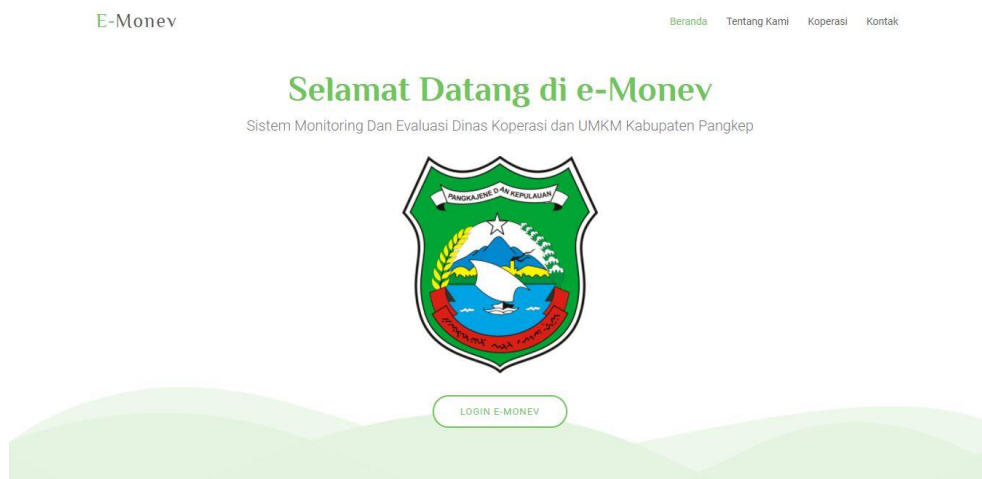 E-Monev
Beranda Tentang Kami Koperasi Kontak
Selamat Datang di e-Monev
Sistem Monitoring Dan Evaluasi Dinas Koperasi dan UMKM Kabupaten Pangkep
PANGKAJENE DAN KEPULAUAN
LOGIN E-MONEV